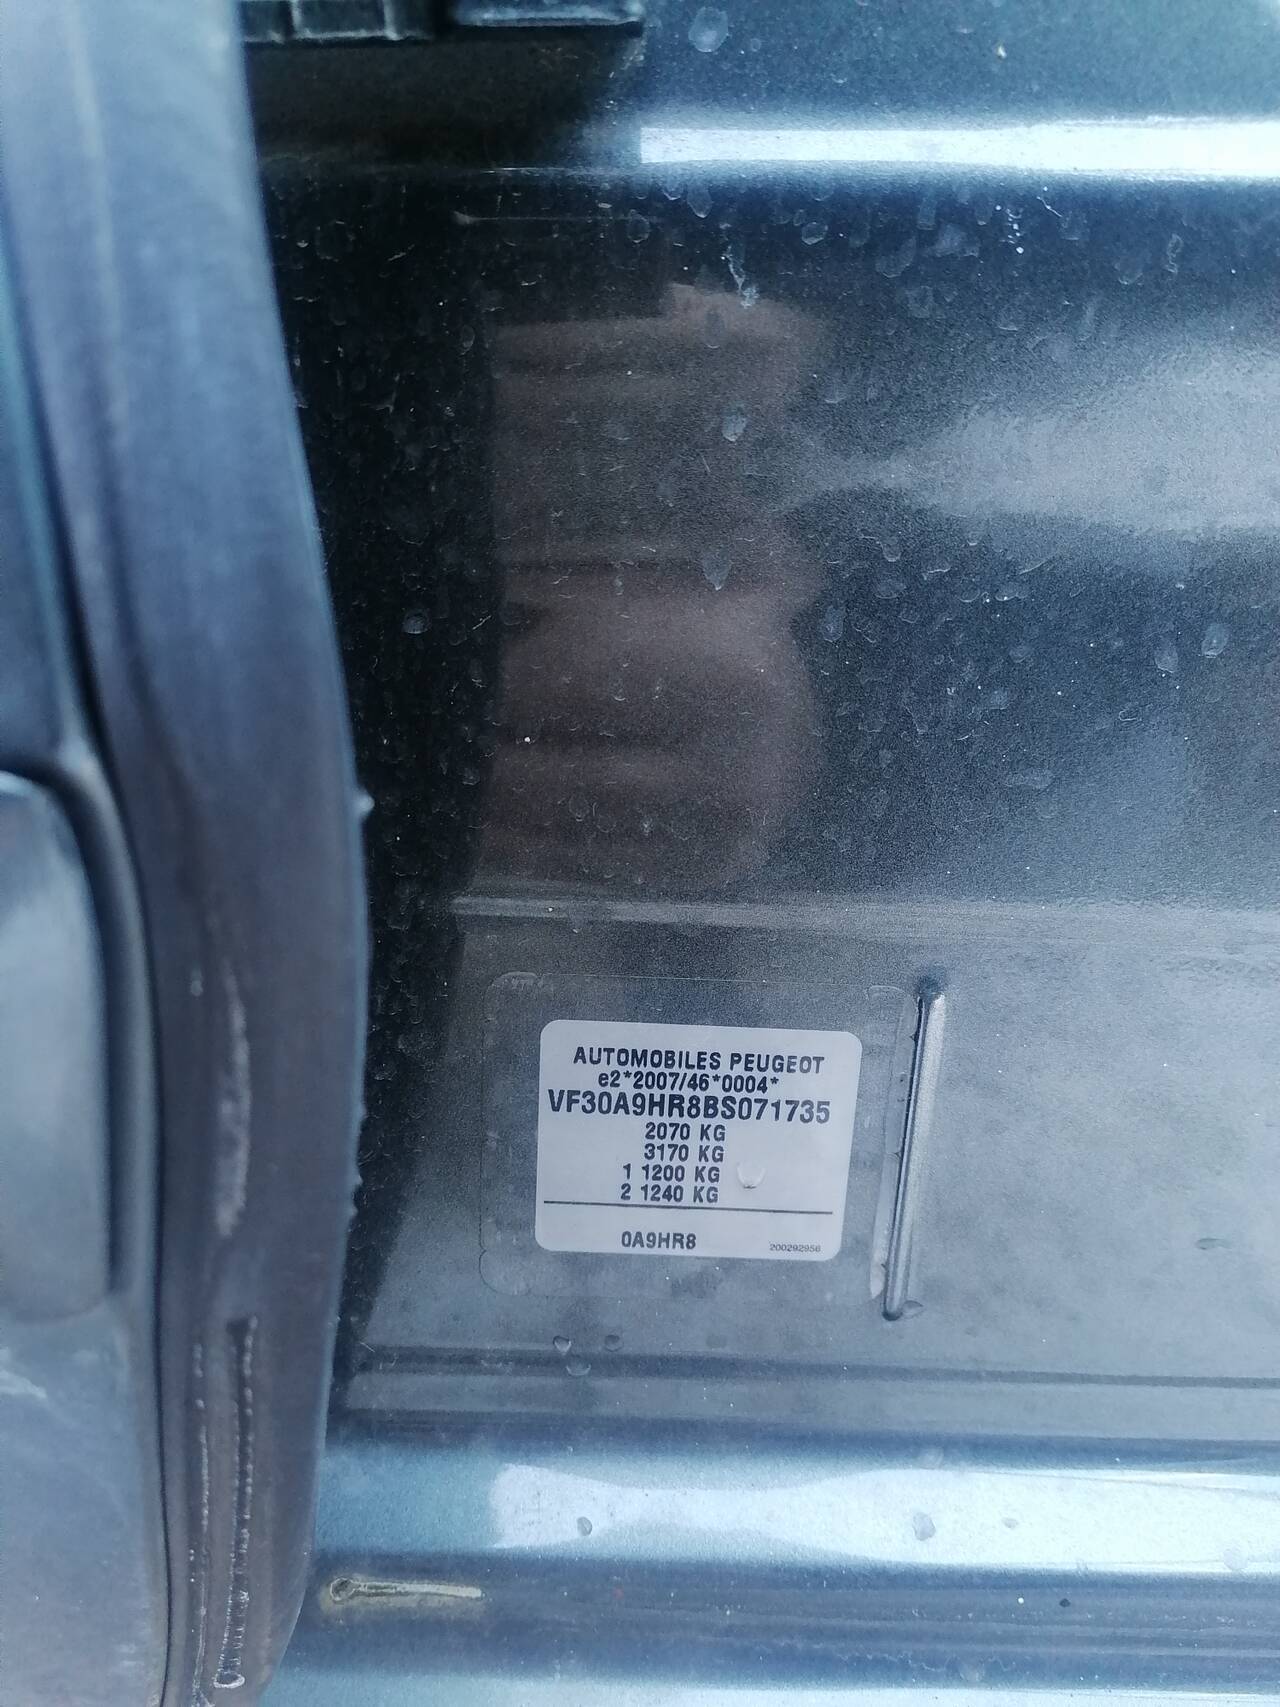 AUTOMOBILES PEUGEOT
e2*2007/46*0004*
VF30A9HR8BS071735
2070 KG
3170 KG
1 1200 KG
2 1240 KG
0A9HR8
200292956